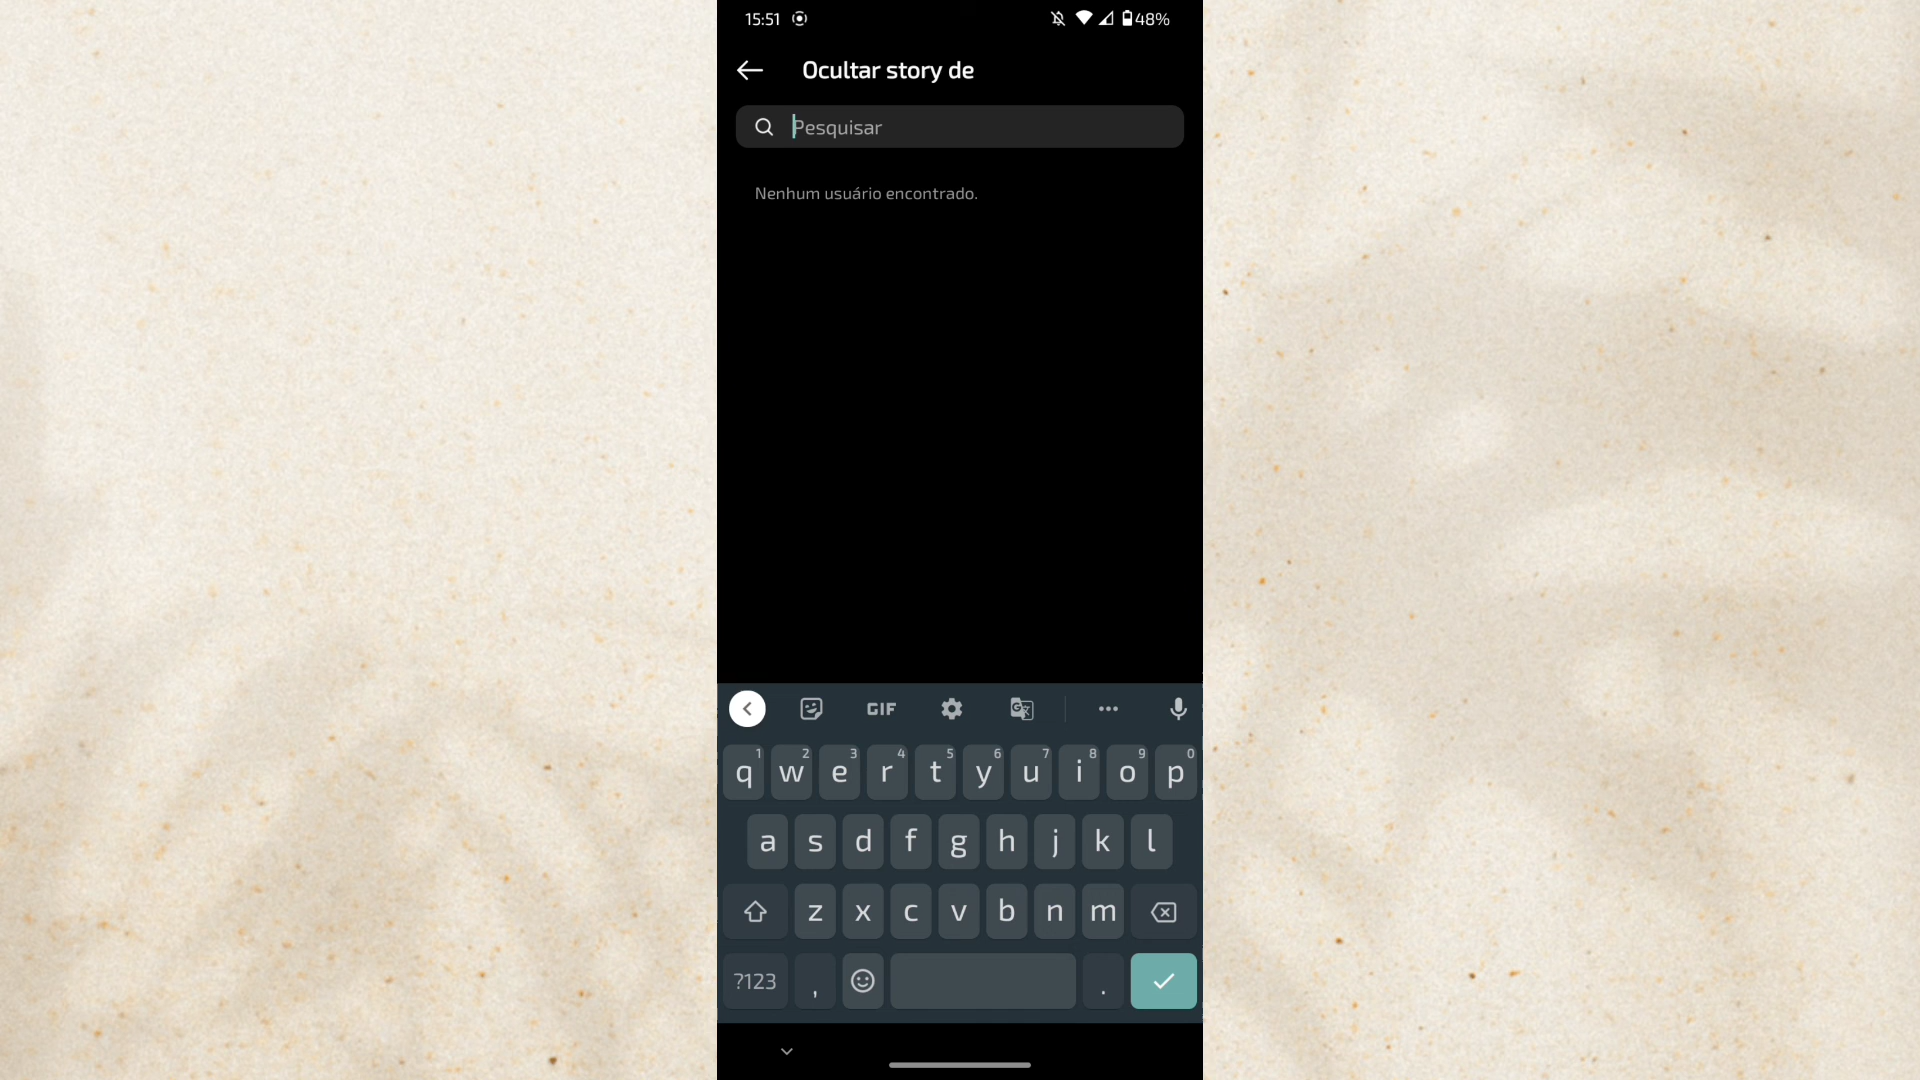 15:51 48%
Ocultar story de
Pesquisar
Nenhum usuário encontrado.
GIF
1 2 3 4 5 6 7 8 9 0
q w e r t y u i o p
a s d f g h j k l
z x c v b n m
?123 , .